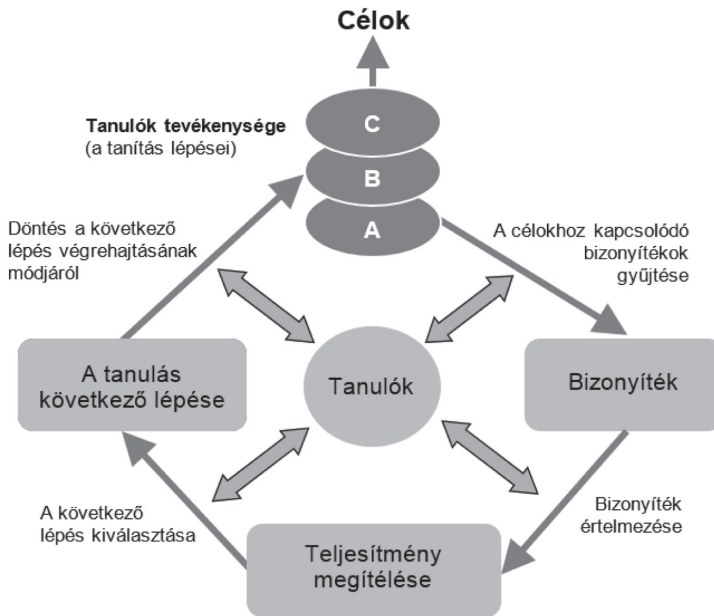 Célok
C
B
A
Tanulók tevékenysége
(a tanítás lépései)
Döntés a következő
lépés végrehajtásának
módjáról
A célokhoz kapcsolódó
bizonyítékok
gyűjtése
A tanulás
következő lépése
Tanulók
Bizonyíték
A következő
lépés kiválasztása
Bizonyíték
értelmezése
Teljesítmény
megítélése